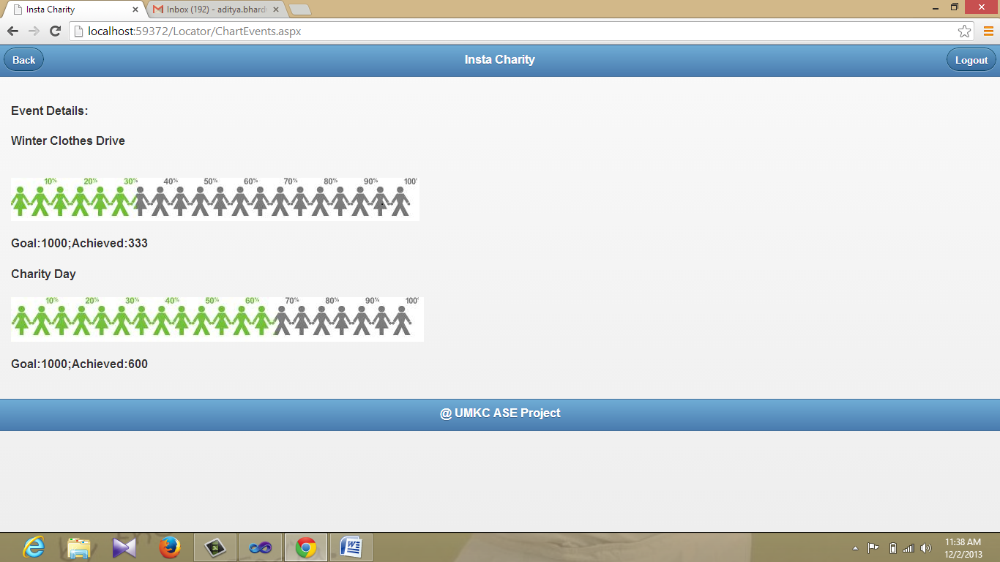 Insta Charity
Inbox (192) - aditya.bhard
localhost:59372/Locator/ChartEvents.aspx
Back
Insta Charity
Logout
Event Details:
Winter Clothes Drive
10% 20% 30% 40% 50% 60% 70% 80% 90% 100'
Goal:1000;Achieved:333
Charity Day
10% 20% 30% 40% 50% 60% 70% 80% 90% 100'
Goal:1000;Achieved:600
@ UMKC ASE Project
11:38 AM
12/2/2013